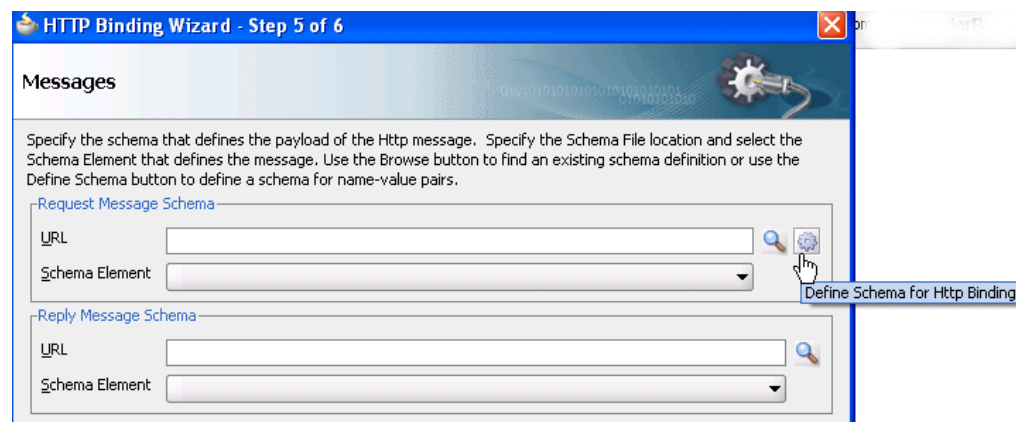 HTTP Binding Wizard - Step 5 of 6
Messages
Specify the schema that defines the payload of the Http message. Specify the Schema File location and select the
Schema Element that defines the message. Use the Browse button to find an existing schema definition or use the
Define Schema button to define a schema for name-value pairs.
Request Message Schema
URL
Schema Element
Define Schema for Http Binding
Reply Message Schema
URL
Schema Element